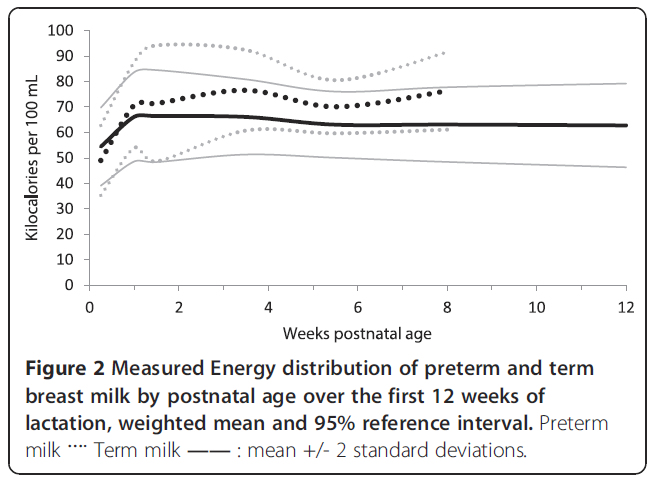 100
90
80
70
60
50
40
30
20
10
0
Kilocalories per 100 mL
0 2 4 6 8 10 12
Weeks postnatal age
Figure 2 Measured Energy distribution of preterm and term
breast milk by postnatal age over the first 12 weeks of
lactation, weighted mean and 95% reference interval. Preterm
milk ···· Term milk —— : mean +/- 2 standard deviations.